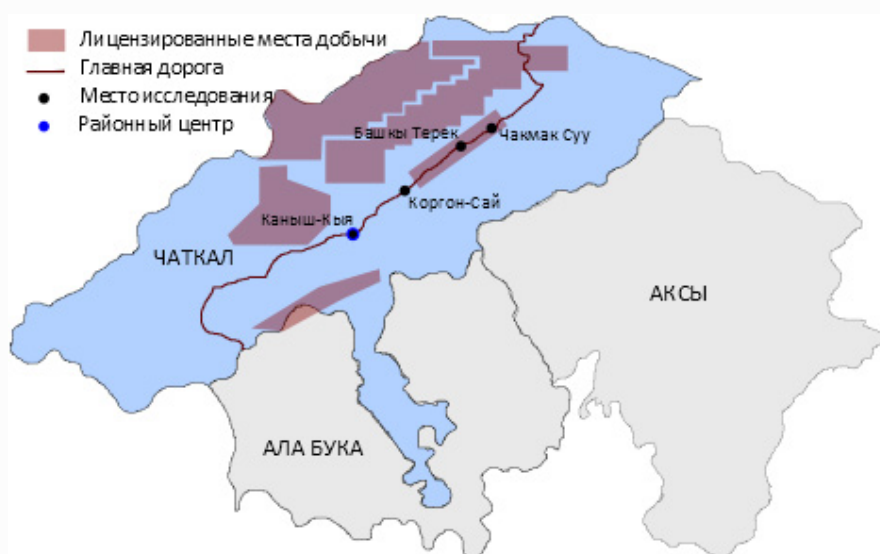 Лицензированные места добычи
Главная дорога
Место исследования
Районный центр
Башкы Терек
Чакмак Суу
Коргон-Сай
Каныш-Кыя
ЧАТКАЛ
АКСЫ
АЛА БУКА